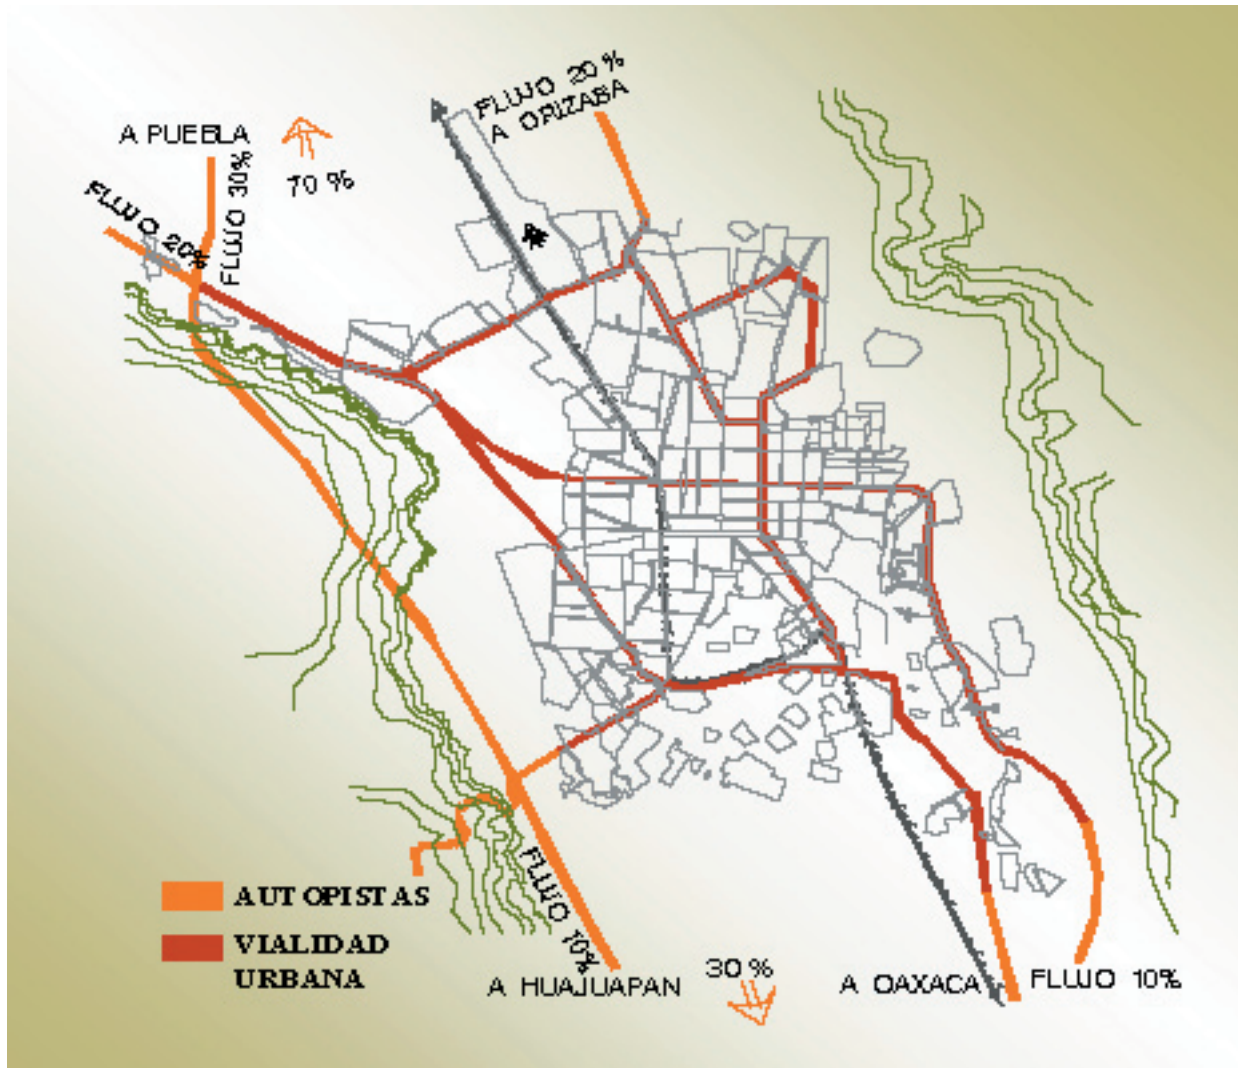 FLUJO 20%
A ORIZABA
A PUEBLA
FLUJO 30%
70 %
FLUJO 20%
AUTOPISTAS
VIALIDAD
URBANA
FLUJO 10%
A HUAJUAPAN
30 %
A OAXACA
FLUJO 10%